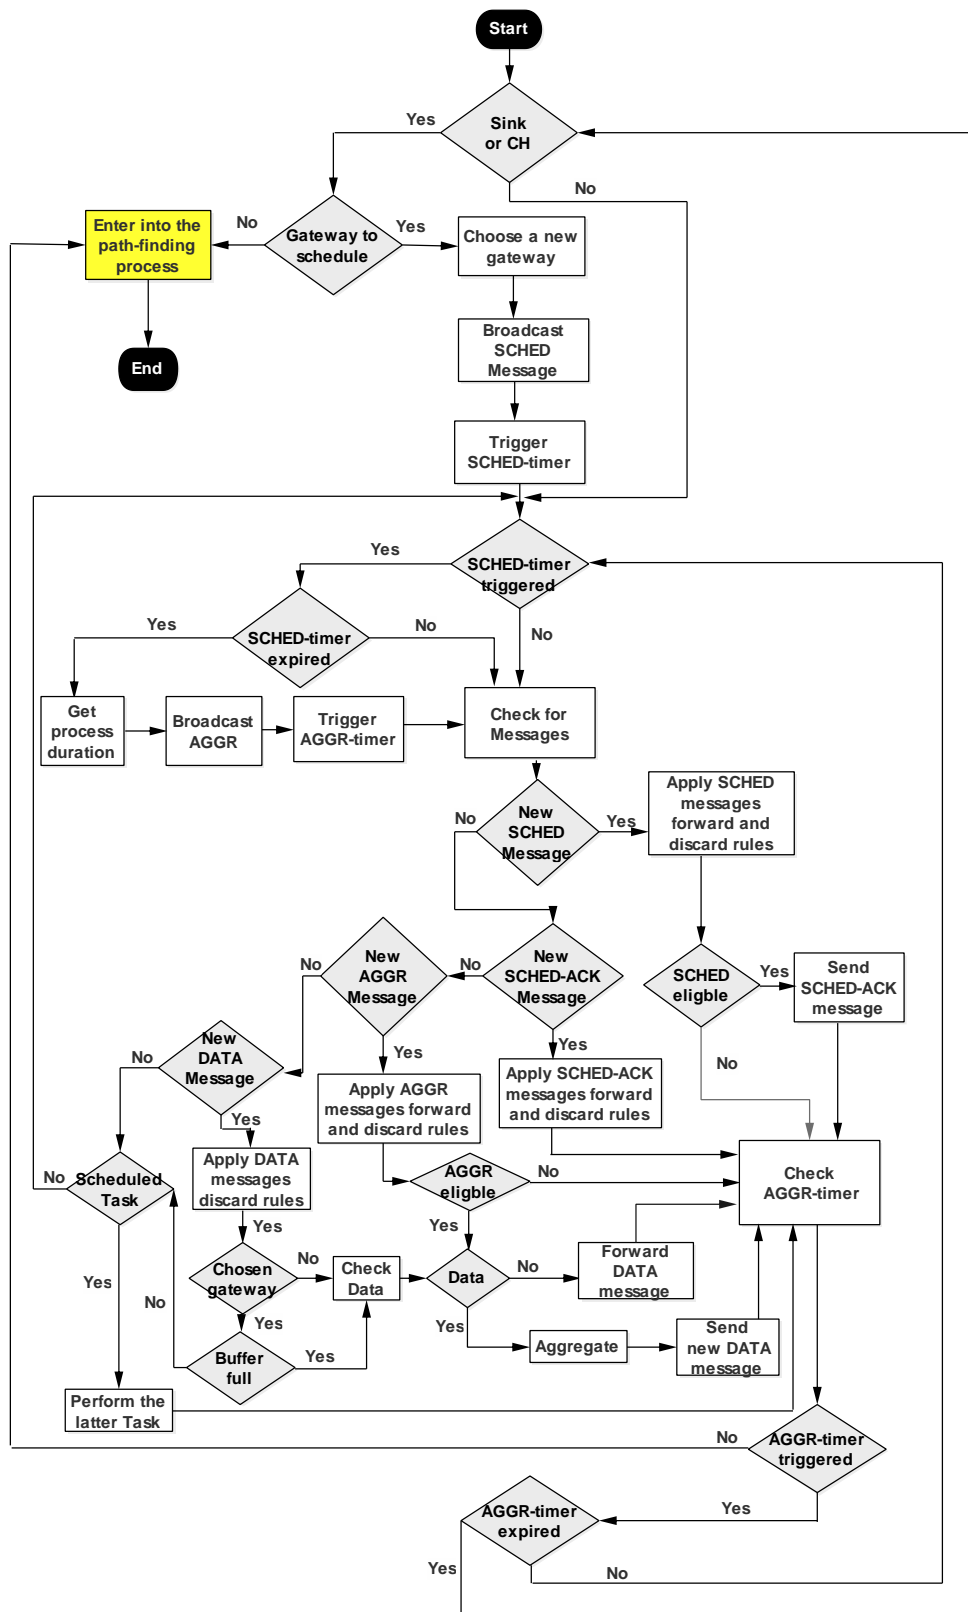 Start
Yes
Sink
or CH
No
Enter into the
path-finding
process
No
Gateway to
schedule
Yes
Choose a new
gateway
Broadcast
SCHED
Message
End
Trigger
SCHED-timer
Yes
SCHED-timer
triggered
Yes
SCHED-timer
expired
No
No
Get
process
duration
Broadcast
AGGR
Trigger
AGGR-timer
Check for
Messages
No
New
SCHED
Message
Yes
Apply SCHED
messages
forward and
discard rules
No
New
AGGR
Message
No
New
SCHED-ACK
Message
SCHED
eligble
Yes
Send
SCHED-ACK
message
No
New
DATA
Message
Yes
Yes
No
Apply AGGR
messages forward
and discard rules
Apply SCHED-ACK
messages forward
and discard rules
Yes
No
Scheduled
Task
Apply DATA
messages
discard rules
AGGR
eligble
No
Check
AGGR-timer
Yes
Yes
Yes
No
Chosen
gateway
No
Check
Data
Data
No
Forward
DATA
message
Yes
Yes
Buffer
full
Yes
Aggregate
Send
new DATA
message
Perform the
latter Task
No
AGGR-timer
triggered
AGGR-timer
expired
Yes
Yes
No